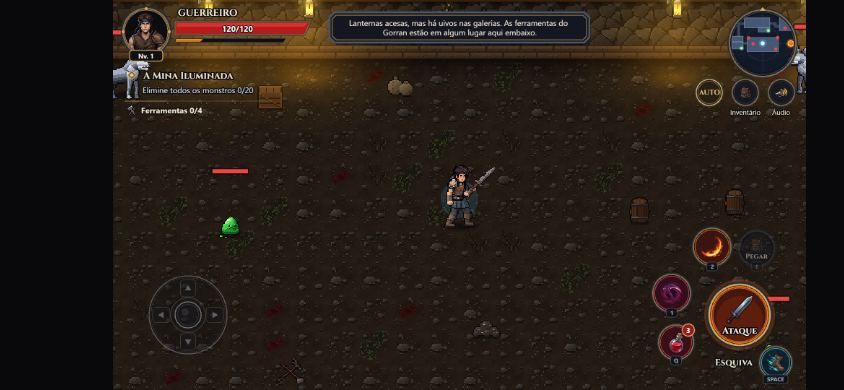 GUERREIRO
120/120
Nv. 1
Lanternas acesas, mas há uivos nas galerias. As ferramentas do
Gorran estão em algum lugar aqui embaixo.
A Mina Iluminada
Elimine todos os monstros 0/20
Ferramentas 0/4
AUTO
Inventário
Áudio
2
PEGAR
1
ATAQUE
3
Q
ESQUIVA
SPACE